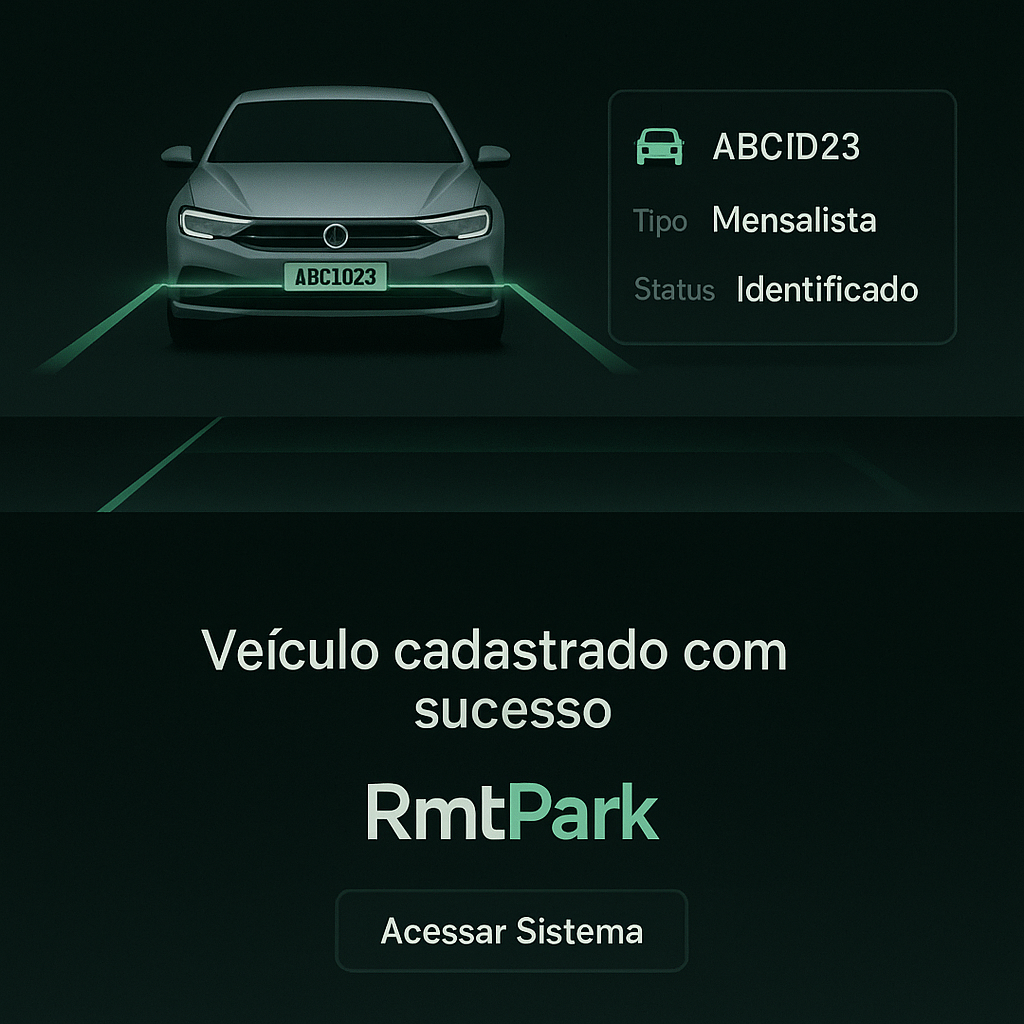 ABC1023
ABCID23
Tipo Mensalista
Status Identificado
Veículo cadastrado com
sucesso
RmtPark
Acessar Sistema